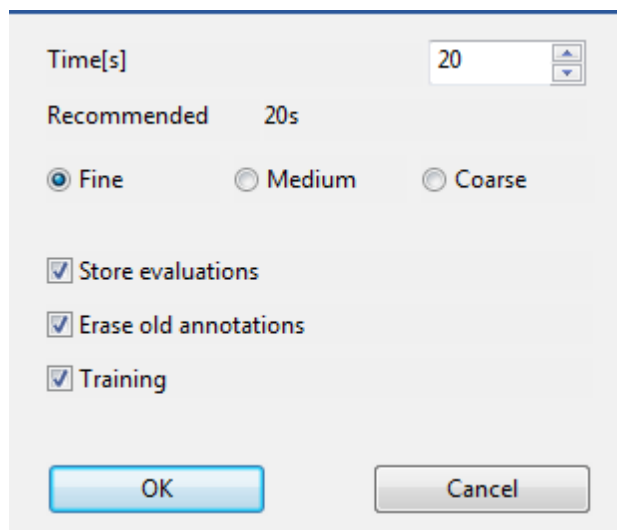 Time[s] 20
Recommended 20s
Fine Medium Coarse
Store evaluations
Erase old annotations
Training
OK Cancel